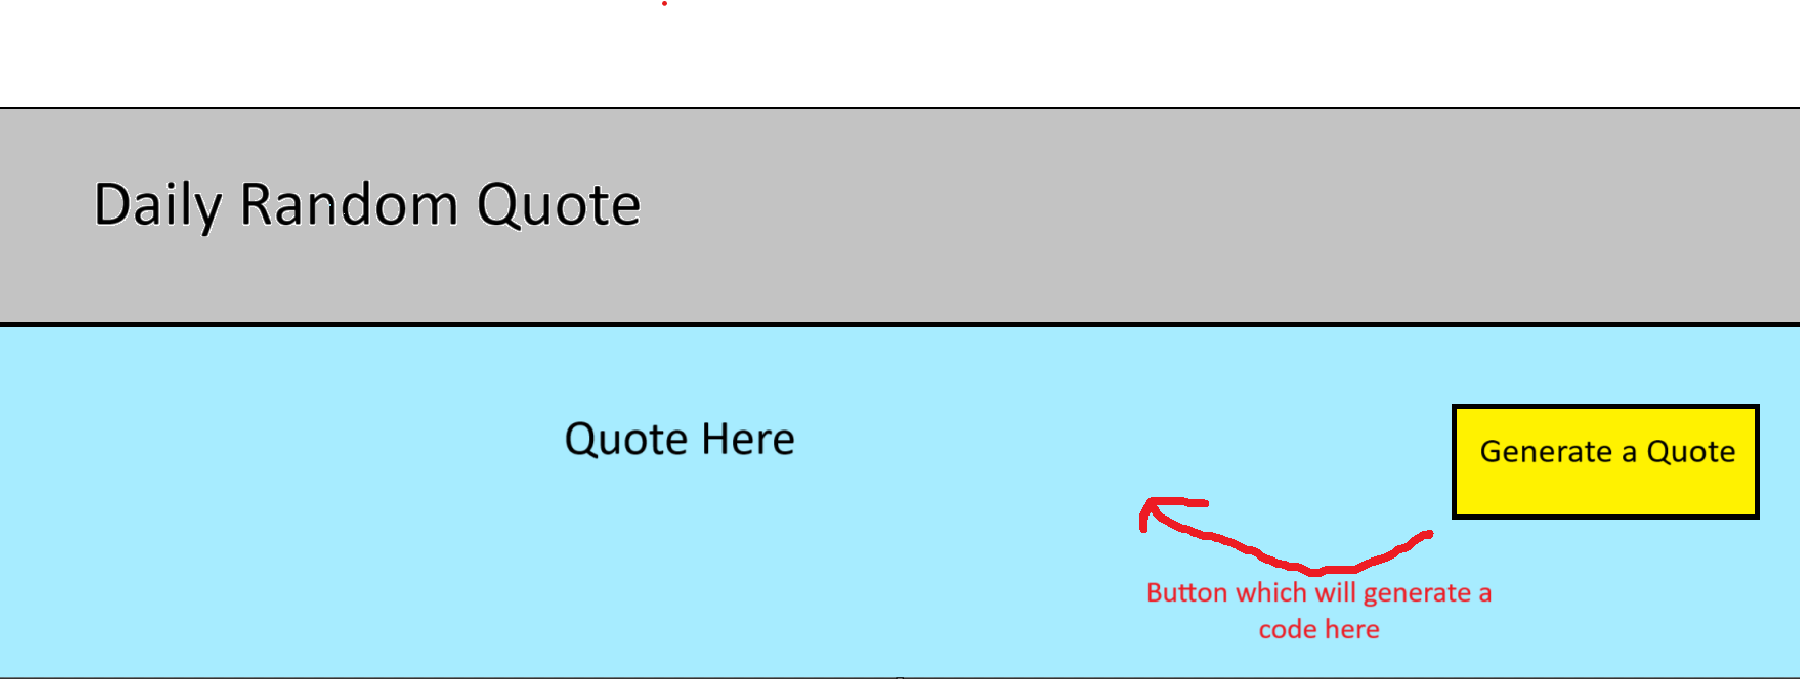 Daily Random Quote
Quote Here
Generate a Quote
Button which will generate a
code here